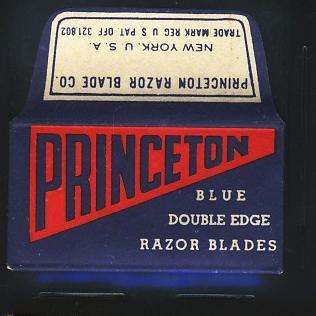 PRINCETON RAZOR BLADE CO.
NEW YORK. U. S. A.
TRADE MARK REG U S PAT. OFF 321,802
PRINCETON
BLUE
DOUBLE EDGE
RAZOR BLADES